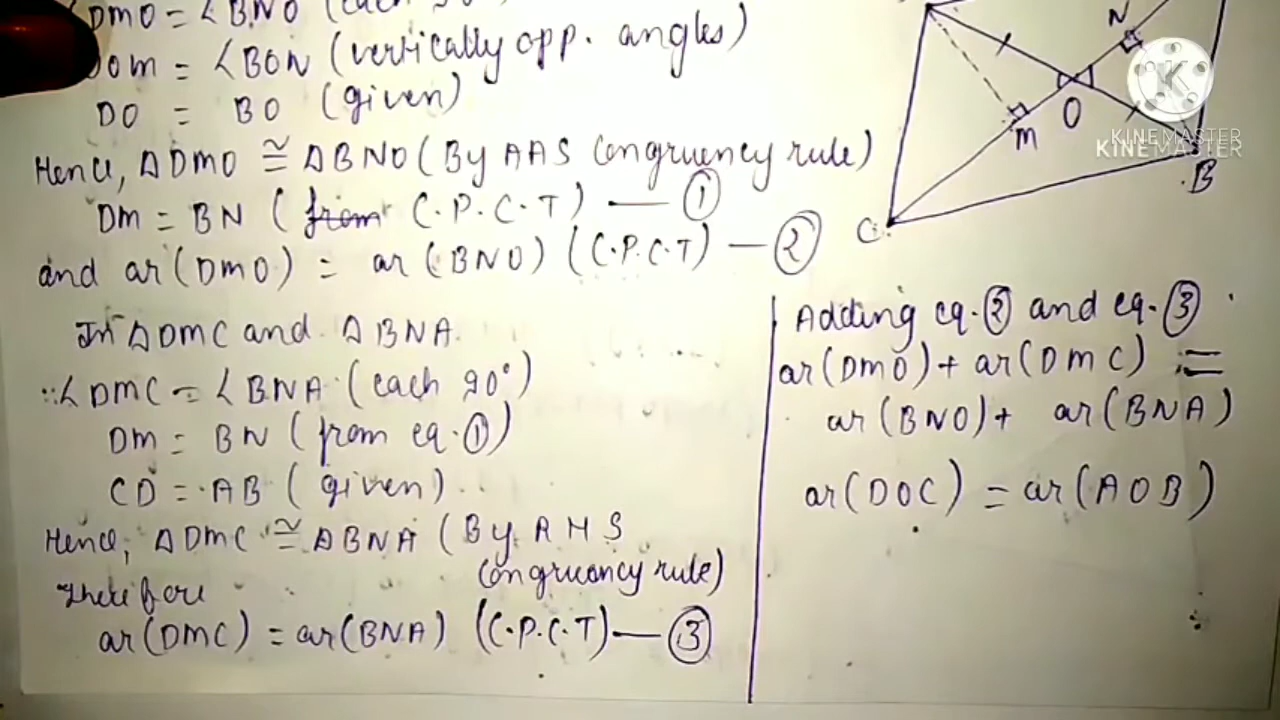 ∠DMO = ∠BNO (each 90°
DOM = ∠BON (vertically opp. angles)
DO = BO (given)
Hence, ΔDMO ≅ ΔBNO (By AAS Congruency rule)
DM = BN (from C.P.C.T) — ①
and ar(DMO) = ar(BNO) (C.P.C.T) — ②
In ΔDMC and ΔBNA.
∵∠DMC = ∠BNA (each 90°)
DM = BN (from eq.①)
CD = AB (given)
Hence, ΔDMC ≅ ΔBNA (By RHS
Congruency rule)
Therefore
ar(DMC) = ar(BNA) (C.P.C.T) — ③
N
O
M
B
C
K
KINEMASTER
KINEMASTER
Adding eq.② and eq.③
ar(DMO) + ar(DMC) =
ar(BNO) + ar(BNA)
ar(DOC) = ar(AOB)